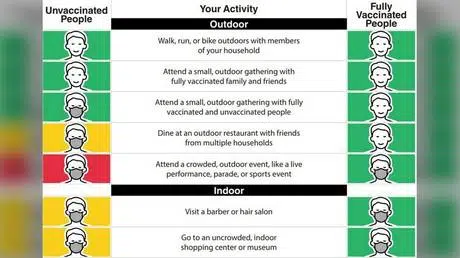 Unvaccinated
People
Your Activity
Fully
Vaccinated
People
Outdoor
Walk, run, or bike outdoors with members
of your household
Attend a small, outdoor gathering with
fully vaccinated family and friends
Attend a small, outdoor gathering with fully
vaccinated and unvaccinated people
Dine at an outdoor restaurant with friends
from multiple households
Attend a crowded, outdoor event, like a live
performance, parade, or sports event
Indoor
Visit a barber or hair salon
Go to an uncrowded, indoor
shopping center or museum